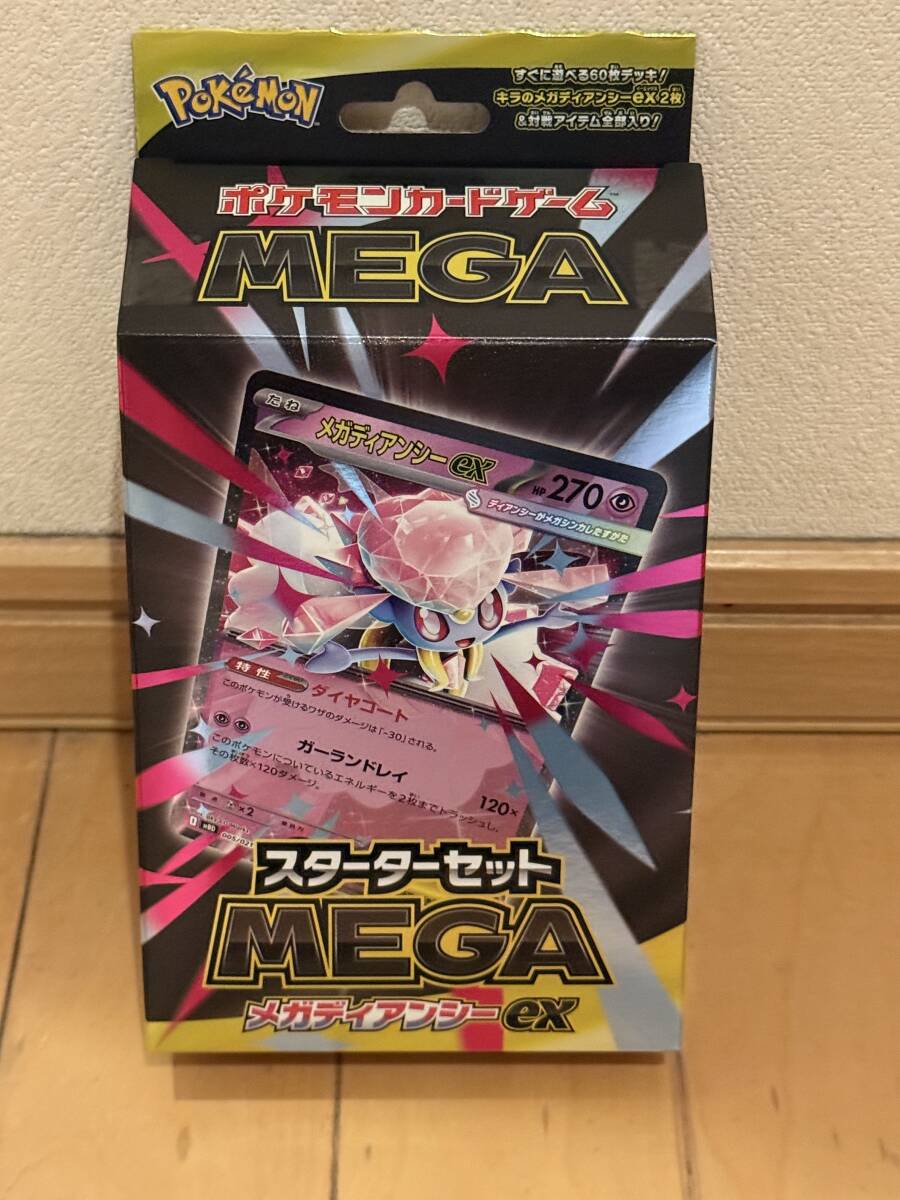 POKéMON
すぐに遊べる60枚デッキ!
キラのメガディアンシーex2枚
&対戦アイテム全部入り!
ポケモンカードゲーム
MEGA
たね
メガディアンシーex
HP270
ディアンシーがメガシンカしたすがた
特性 ダイヤコート
このポケモンが受けるワザのダメージは「-30」される。
ガーランドレイ 120×
このポケモンについているエネルギーを2枚までトラッシュし、
その枚数×120ダメージ。
弱点 ×2
MBD 005/021
スターターセット
MEGA
メガディアンシーex